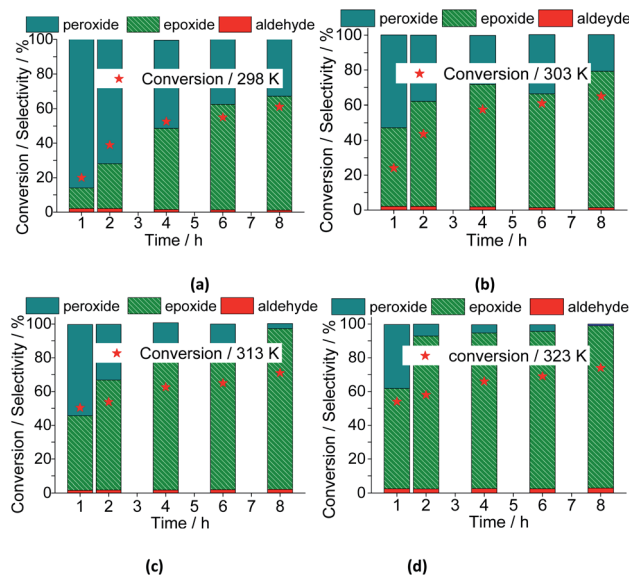 peroxide epoxide aldeyde
Conversion / Selectivity / %
100
80
60
40
20
0
Conversion / 298 K
1 2 3 4 5 6 7 8
Time / h
(a)
peroxide epoxide aldehyde
Conversion / Selectivity / %
100
80
60
40
20
0
Conversion / 303 K
1 2 3 4 5 6 7 8
Time / h
(b)
peroxide epoxide aldehyde
Conversion / Selectivity / %
100
80
60
40
20
0
Conversion / 313 K
1 2 3 4 5 6 7 8
Time / h
(c)
peroxide epoxide aldehyde
Conversion / Selectivity / %
100
80
60
40
20
0
conversion / 323 K
1 2 3 4 5 6 7 8
Time / h
(d)